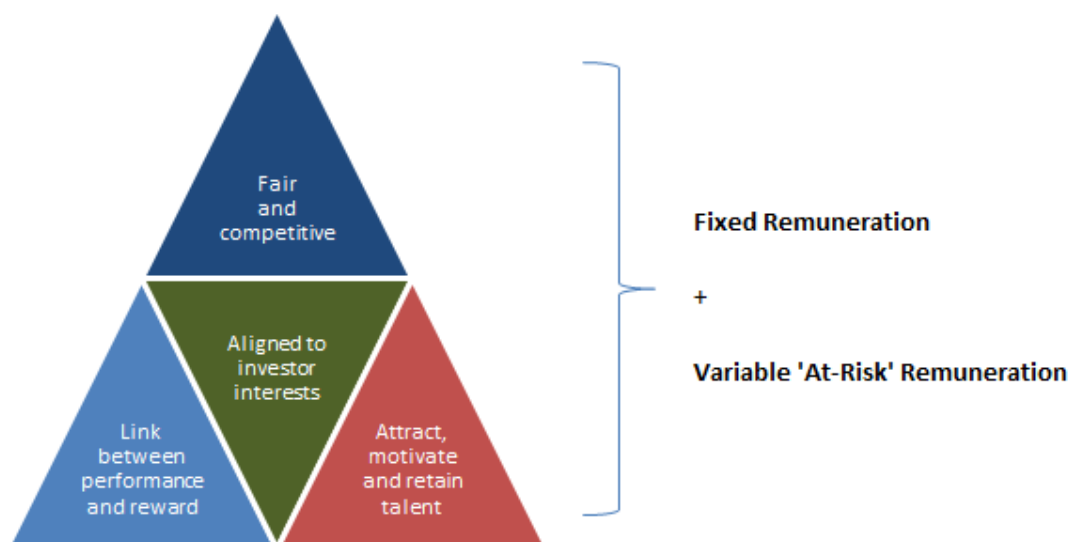 Fair
and
competitive
Aligned to
investor
interests
Link
between
performance
and reward
Attract,
motivate
and retain
talent
Fixed Remuneration
+
Variable 'At-Risk' Remuneration